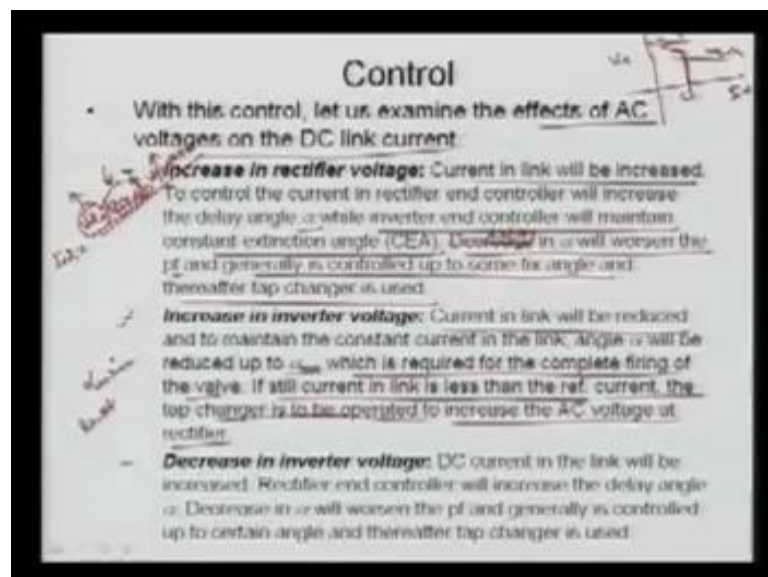 Control
• With this control, let us examine the effects of AC
voltages on the DC link current
Increase in rectifier voltage: Current in link will be increased.
To control the current in rectifier end controller will increase
the delay angle α while inverter end controller will maintain
constant extinction angle (CEA). in α will worsen the
pf and generally is controlled up to some fix angle and
thereafter tap changer is used
Increase in inverter voltage: Current in link will be reduced
and to maintain the constant current in the link, angle α will be
reduced up to αmin which is required for the complete firing of
the valve. If still current in link is less than the ref. current, the
tap changer is to be operated to increase the AC voltage at
rectifier
– Decrease in inverter voltage: DC current in the link will be
increased. Rectifier end controller will increase the delay angle
α. Decrease in α will worsen the pf and generally is controlled
up to certain angle and thereafter tap changer is used